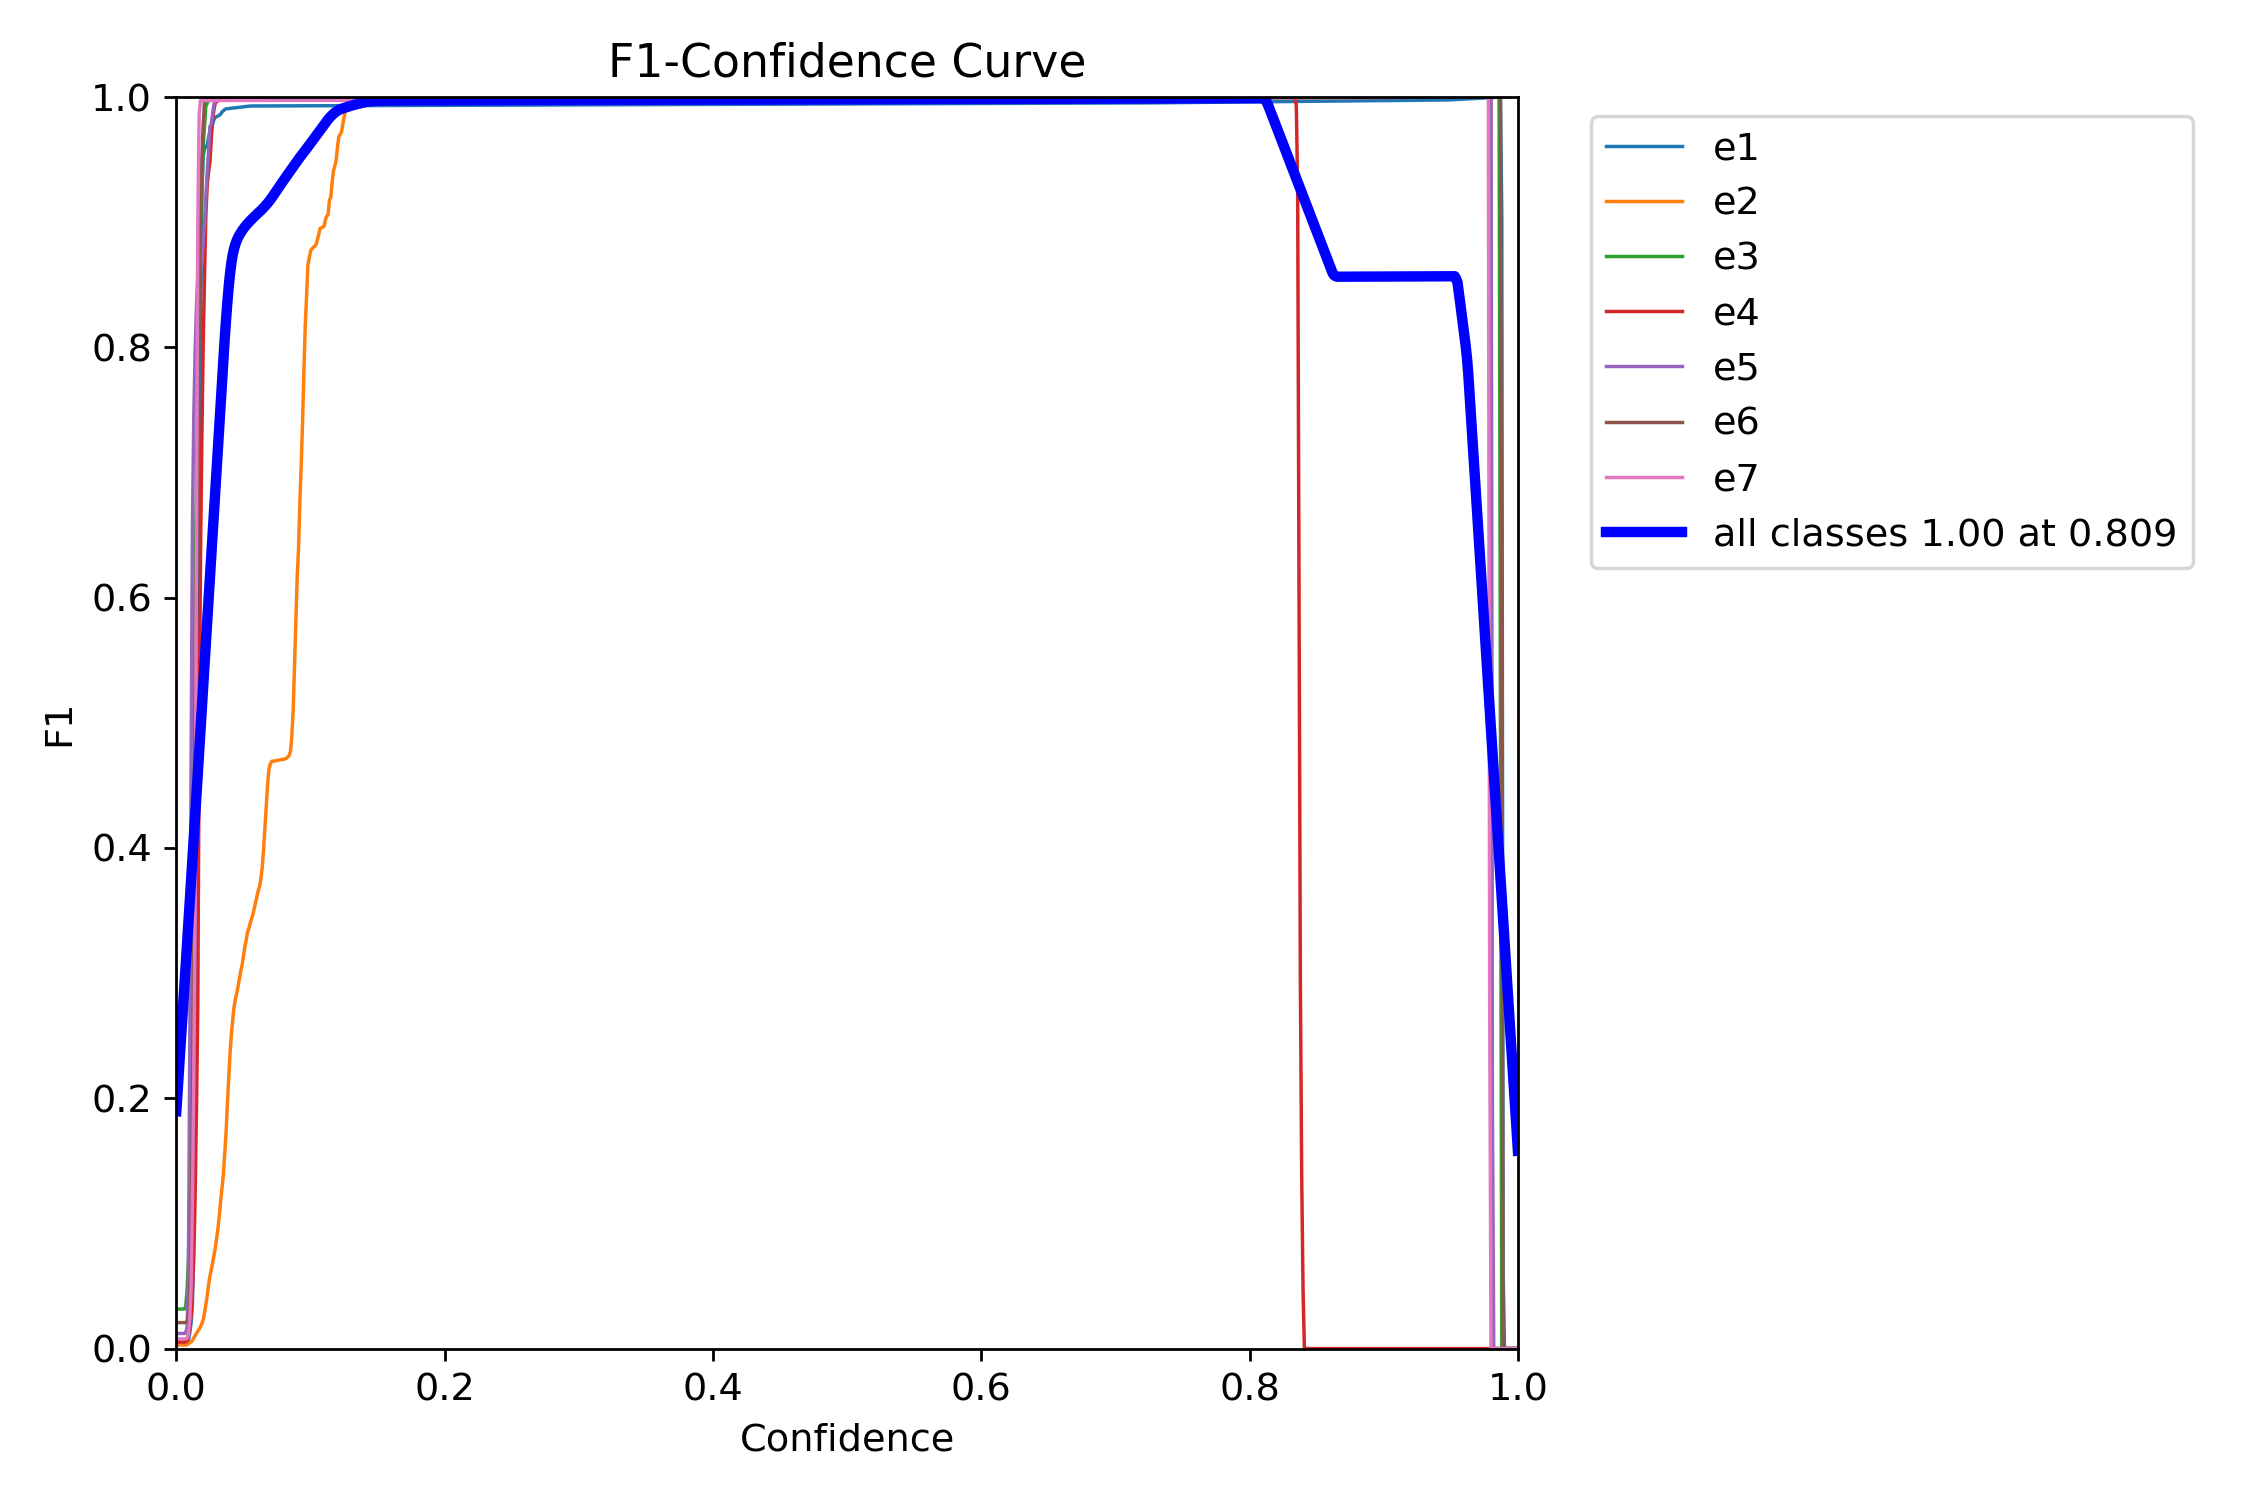 F1-Confidence Curve
1.0
0.8
0.6
0.4
0.2
0.0
F1
0.0 0.2 0.4 0.6 0.8 1.0
Confidence
e1
e2
e3
e4
e5
e6
e7
all classes 1.00 at 0.809